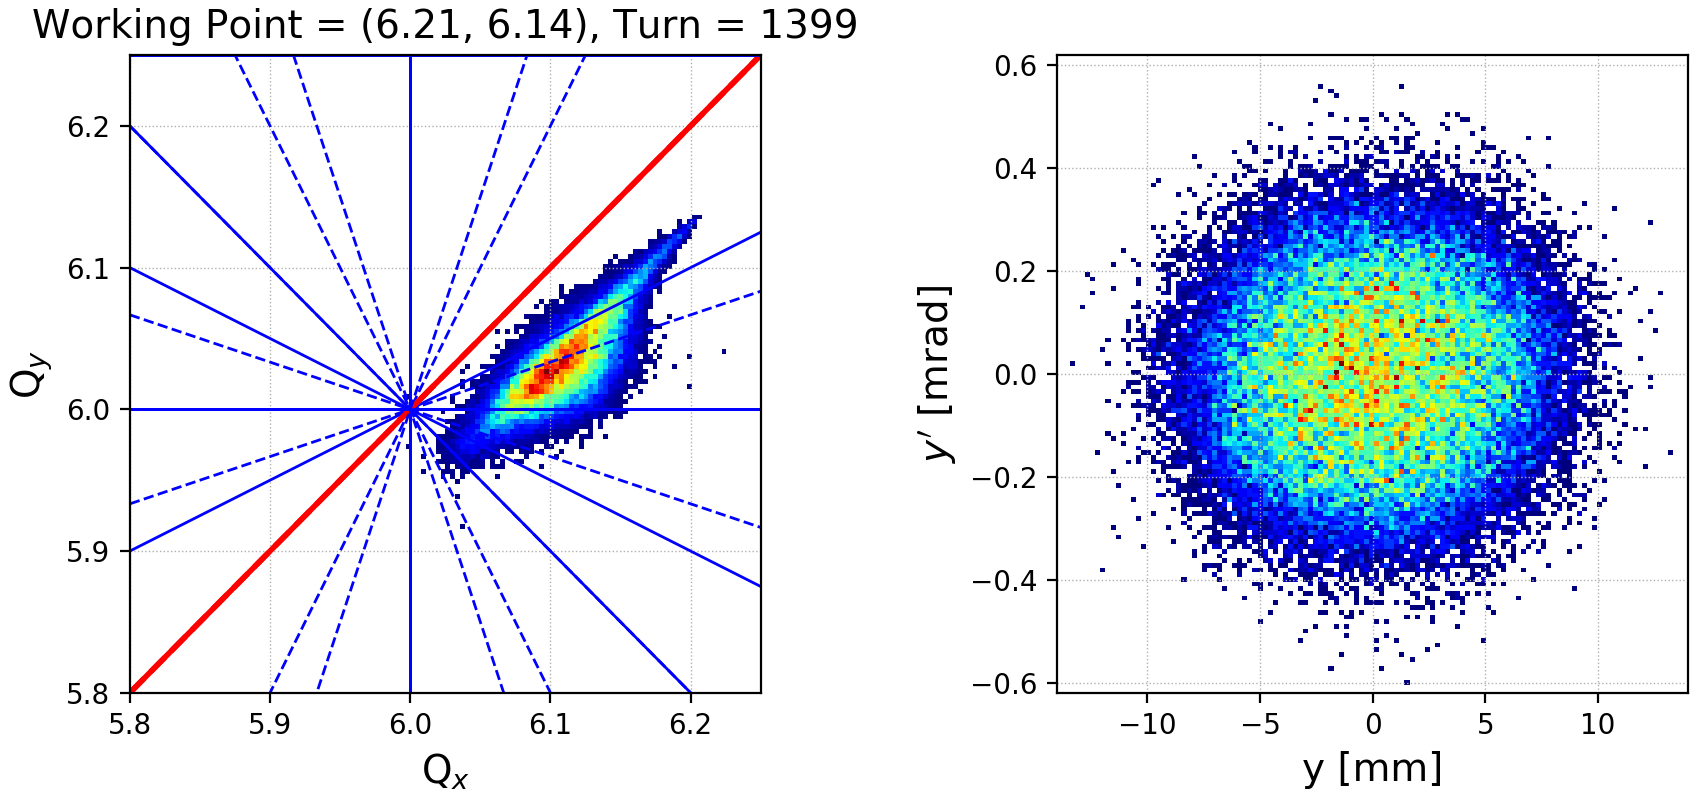 Working Point = (6.21, 6.14), Turn = 1399
6.2
6.1
6.0
5.9
5.8
Q_y
5.8 5.9 6.0 6.1 6.2
Q_x
0.6
0.4
0.2
0.0
−0.2
−0.4
−0.6
y′ [mrad]
−10 −5 0 5 10
y [mm]